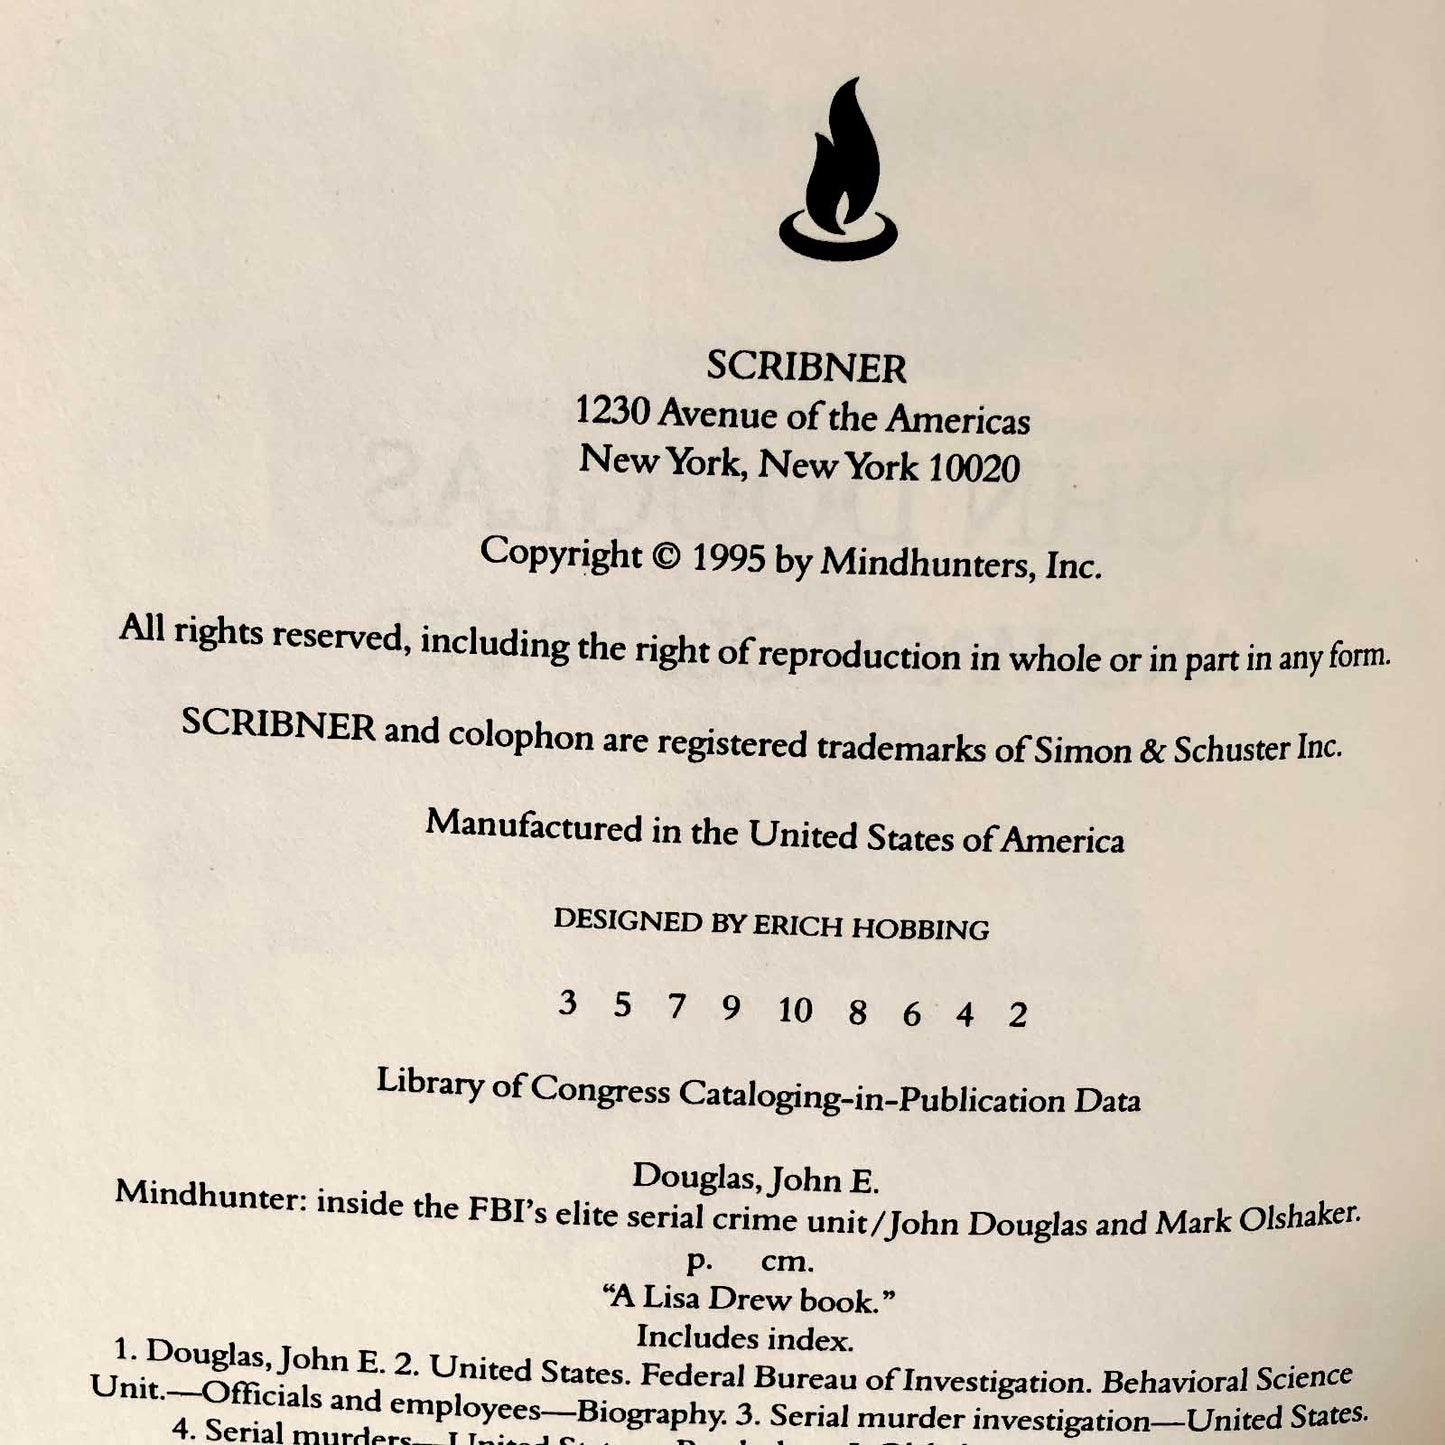 SCRIBNER
1230 Avenue of the Americas
New York, New York 10020
Copyright © 1995 by Mindhunters, Inc.
All rights reserved, including the right of reproduction in whole or in part in any form.
SCRIBNER and colophon are registered trademarks of Simon & Schuster Inc.
Manufactured in the United States of America
DESIGNED BY ERICH HOBBING
3 5 7 9 10 8 6 4 2
Library of Congress Cataloging-in-Publication Data
Douglas, John E.
Mindhunter: inside the FBI's elite serial crime unit/John Douglas and Mark Olshaker.
p. cm.
“A Lisa Drew book.”
Includes index.
1. Douglas, John E. 2. United States. Federal Bureau of Investigation. Behavioral Science
Unit.—Officials and employees—Biography. 3. Serial murder investigation—United States.
4. Serial murders—United